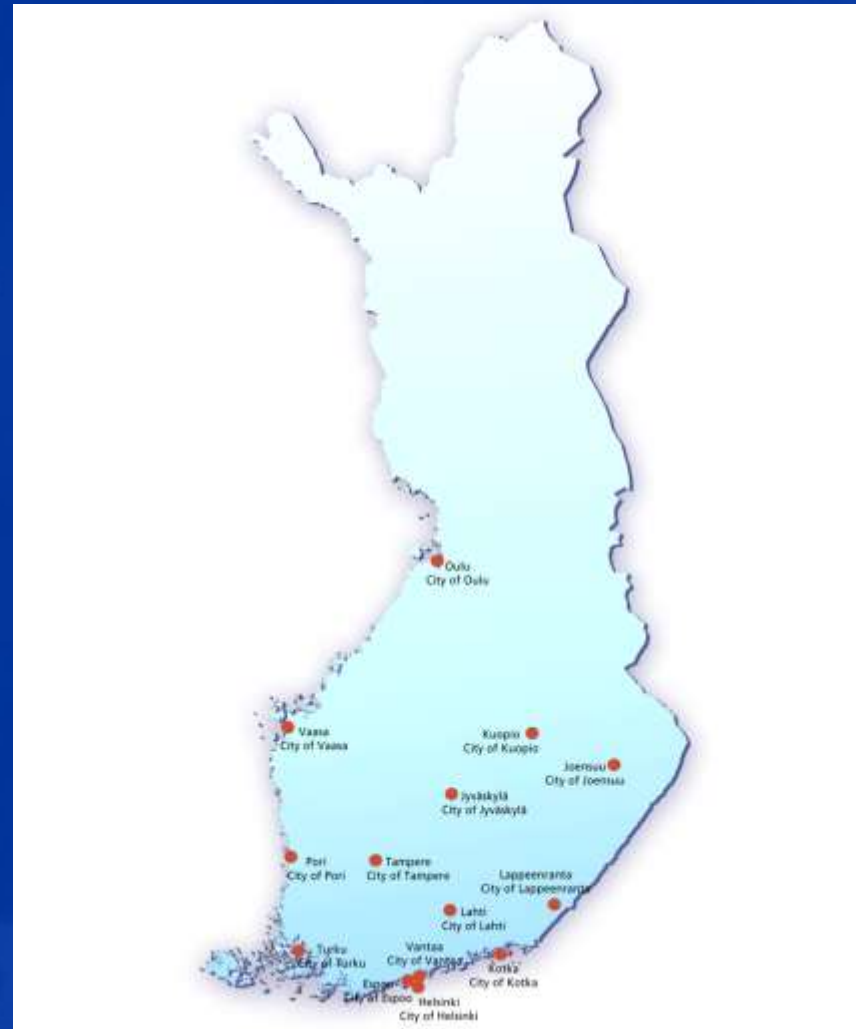 Oulu
City of Oulu
Vaasa
City of Vaasa
Kuopio
City of Kuopio
Joensuu
City of Joensuu
Jyväskylä
City of Jyväskylä
Pori
City of Pori
Tampere
City of Tampere
Lappeenranta
City of Lappeenranta
Lahti
City of Lahti
Turku
City of Turku
Vantaa
City of Vantaa
Kotka
City of Kotka
Espoo
City of Espoo
Helsinki
City of Helsinki